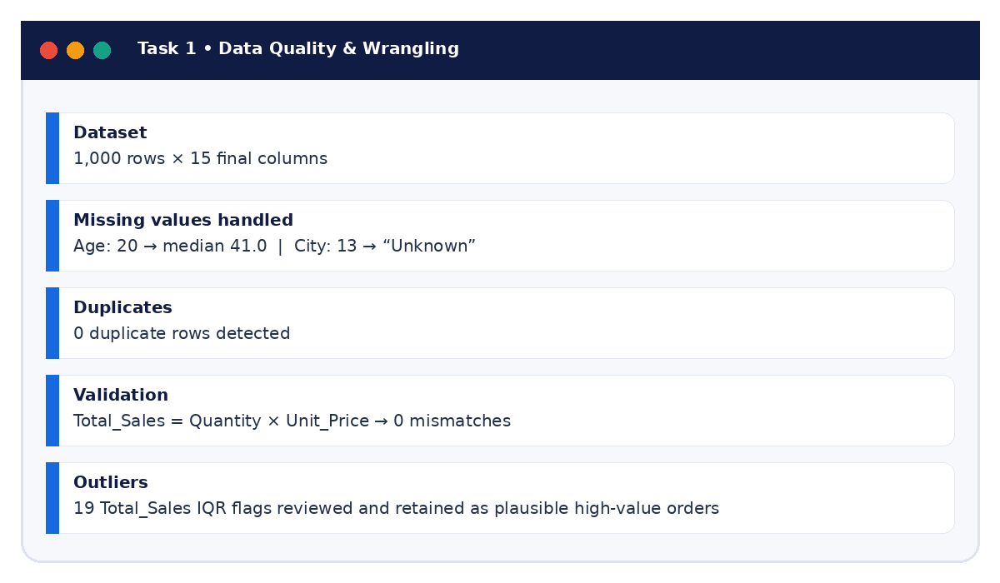 Task 1 • Data Quality & Wrangling
Dataset
1,000 rows × 15 final columns
Missing values handled
Age: 20 → median 41.0  |  City: 13 → “Unknown”
Duplicates
0 duplicate rows detected
Validation
Total_Sales = Quantity × Unit_Price → 0 mismatches
Outliers
19 Total_Sales IQR flags reviewed and retained as plausible high-value orders